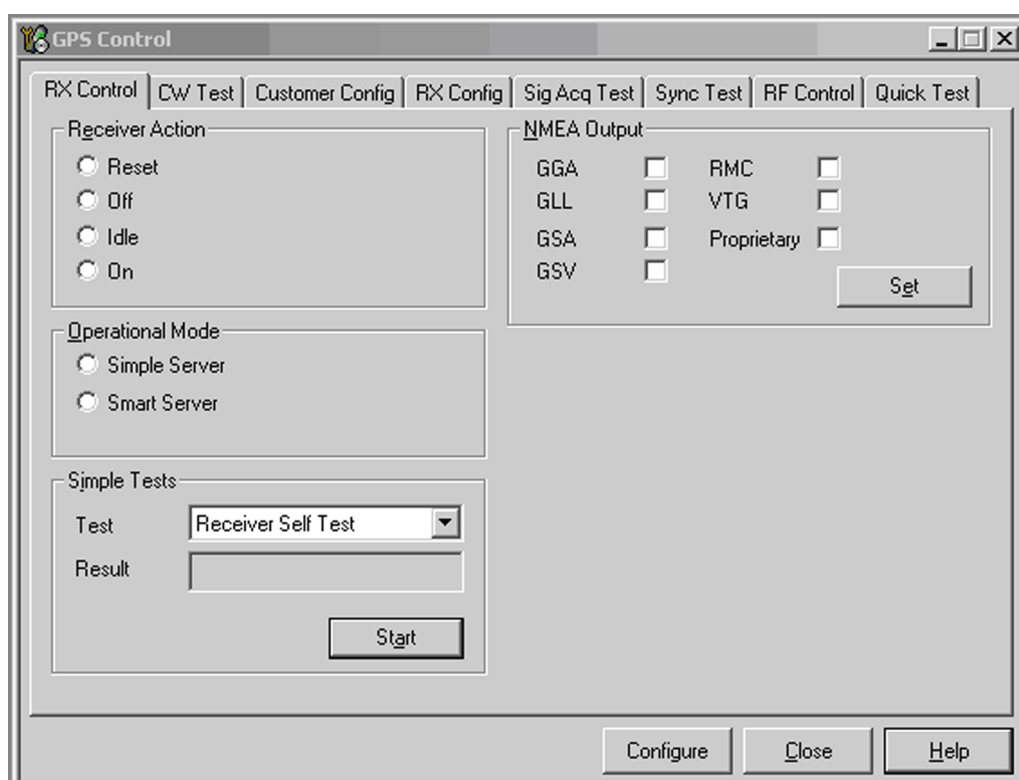 GPS Control
RX Control CW Test Customer Config RX Config Sig Acq Test Sync Test RF Control Quick Test
Receiver Action
Reset
Off
Idle
On
Operational Mode
Simple Server
Smart Server
Simple Tests
Test Receiver Self Test
Result
Start
NMEA Output
GGA RMC
GLL VTG
GSA Proprietary
GSV
Set
Configure Close Help